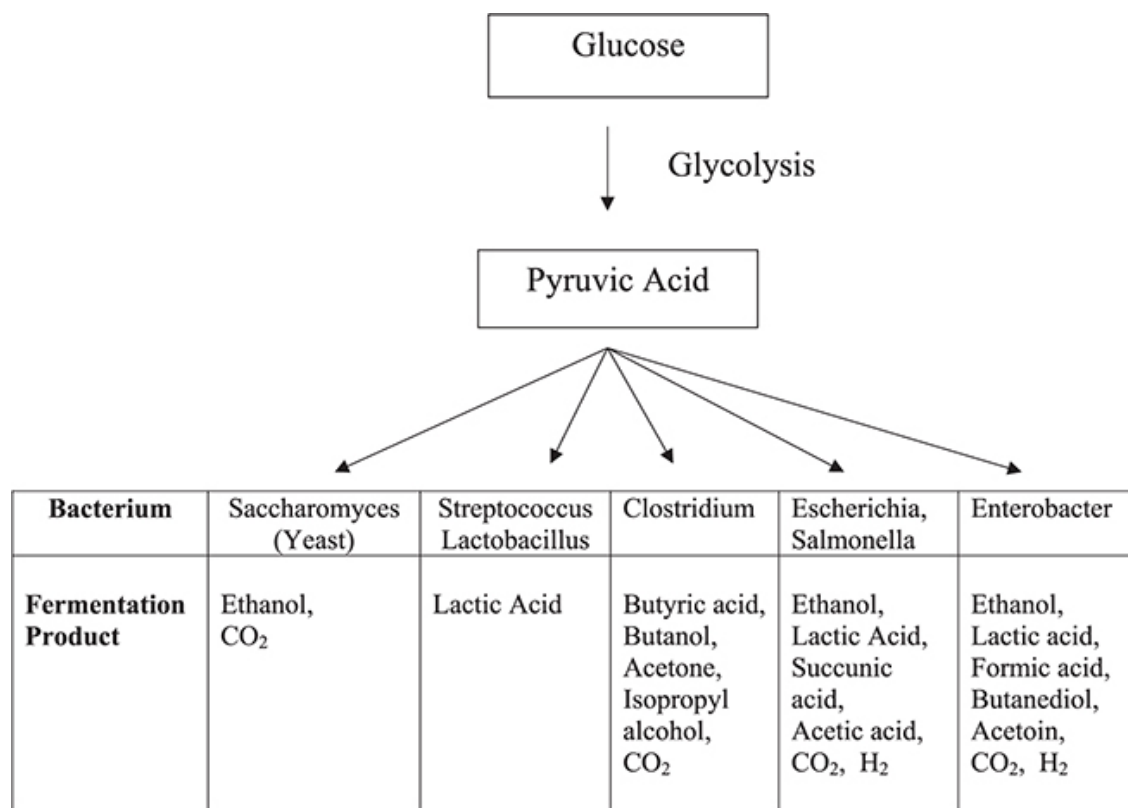 Glucose
Glycolysis
Pyruvic Acid
Bacterium
Saccharomyces
(Yeast)
Streptococcus
Lactobacillus
Clostridium
Escherichia,
Salmonella
Enterobacter
Fermentation
Product
Ethanol,
CO₂
Lactic Acid
Butyric acid,
Butanol,
Acetone,
Isopropyl
alcohol,
CO₂
Ethanol,
Lactic Acid,
Succunic
acid,
Acetic acid,
CO₂, H₂
Ethanol,
Lactic acid,
Formic acid,
Butanediol,
Acetoin,
CO₂, H₂